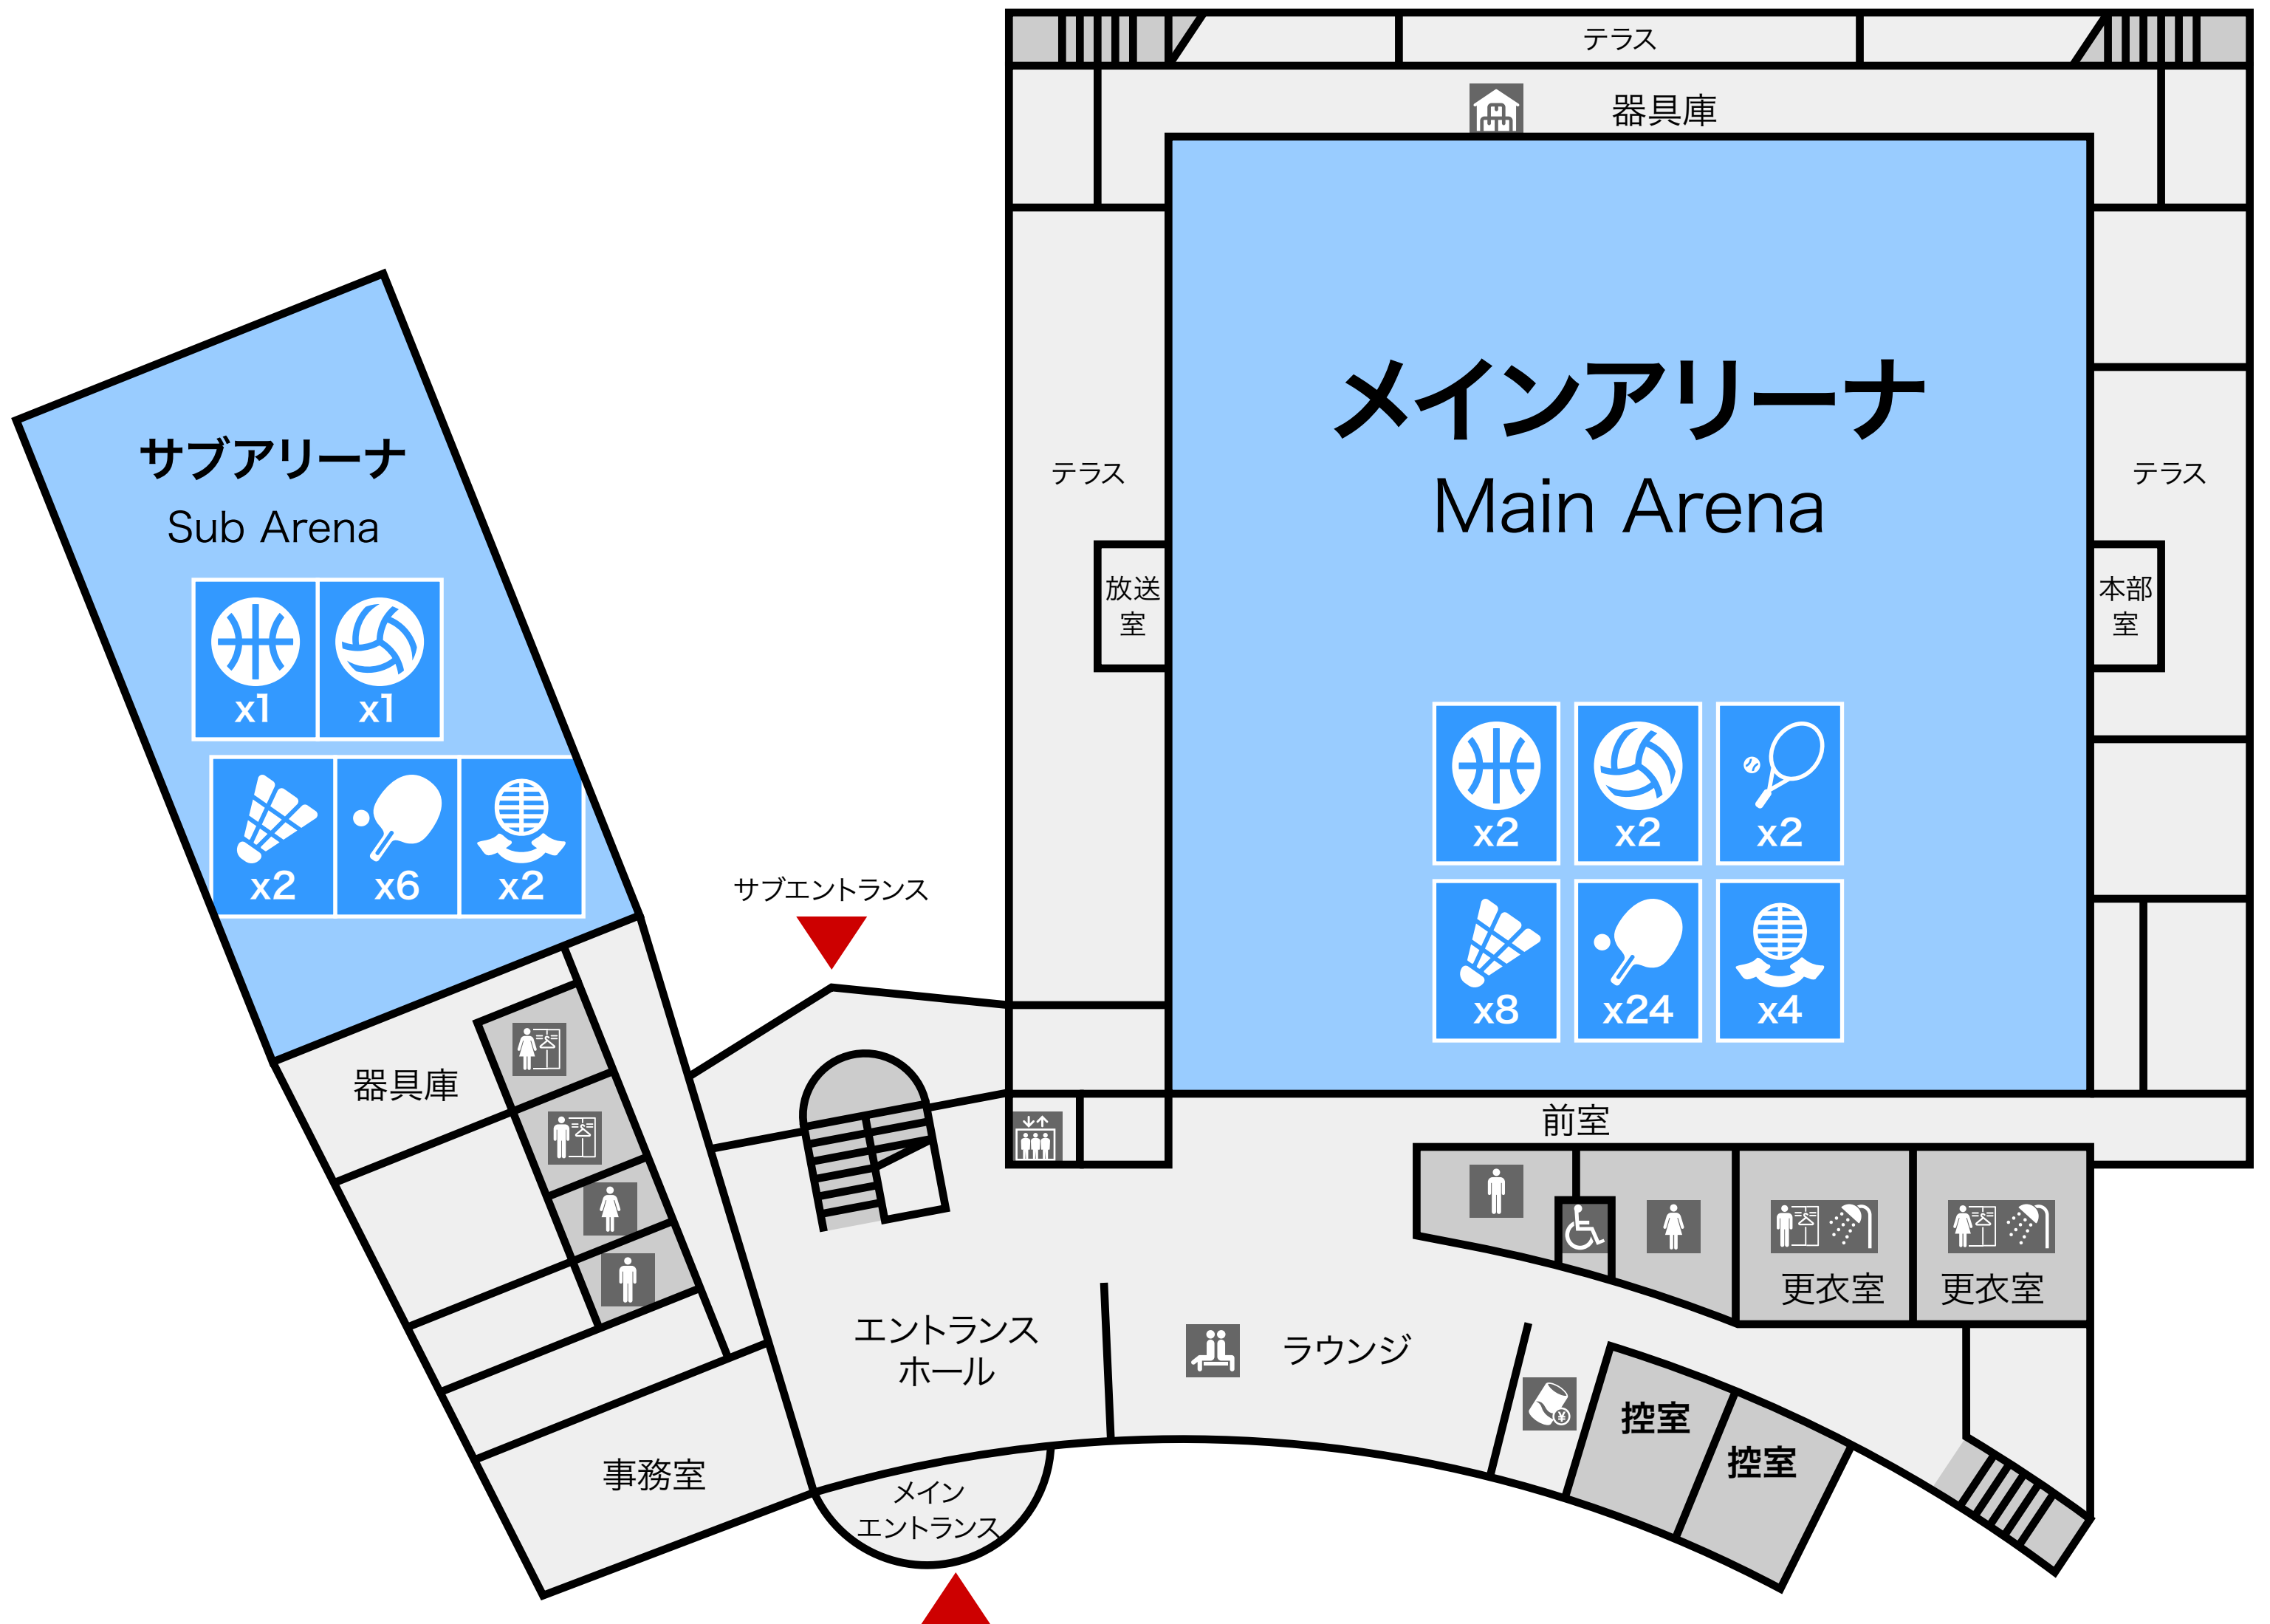 テラス
器具庫
メインアリーナ
Main Arena
テラス
テラス
放送
室
本部
室
x2
x2
x2
x8
x24
x4
サブアリーナ
Sub Arena
x1
x1
x2
x6
x2
サブエントランス
器具庫
前室
更衣室
更衣室
エントランス
ホール
ラウンジ
¥
控室
控室
事務室
メイン
エントランス